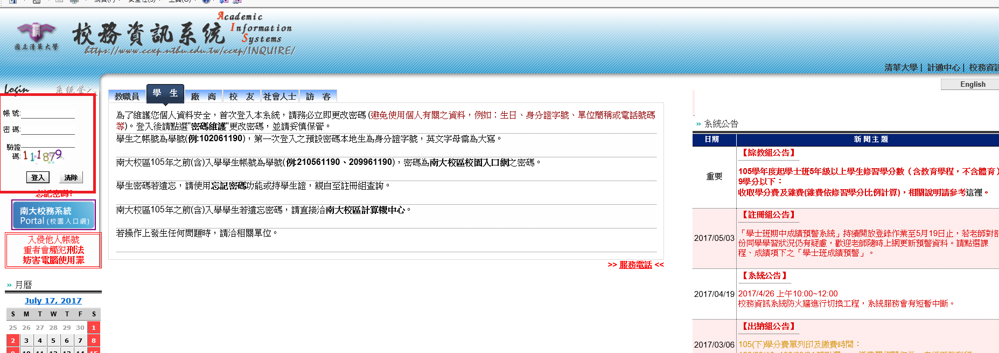 國立清華大學
校務資訊系統
Academic
Information
Systems
https://www.ccxp.nthu.edu.tw/ccxp/INQUIRE/
清華大學 | 計通中心 | 校務資訊
English
Login 系統登入
帳 號:
密 碼:
驗證
碼: 111879
登入 清除
忘記密碼?
南大校務系統
Portal (校園入口網)
入侵他人帳號
重者會觸犯刑法
妨害電腦使用罪
» 月曆
July 17, 2017
S M T W T F S
25 26 27 28 29 30 1
2 3 4 5 6 7 8
9 10 11 12 13 14 15
教職員 學 生 廠 商 校 友 社會人士 訪 客
為了維護您個人資料安全，首次登入本系統，請務必立即更改密碼 (避免使用個人有關之資料，例如：生日、身分證字號、單位簡稱或電話號碼
等)。登入後請點選"密碼維護"更改密碼，並請妥慎保管。
學生之帳號為學號(例:102061190)，第一次登入之預設密碼本地生為身分證字號，英文字母需為大寫。
南大校區105年之前(含)入學學生帳號為學號(例:210561190、209961190)，密碼為南大校區校園入口網之密碼。
學生密碼若遺忘，請使用忘記密碼功能或持學生證，親自至註冊組查詢。
南大校區105年之前(含)入學學生若遺忘密碼，請直接洽南大校區計算機中心。
若操作上發生任何問題時，請洽相關單位。
>> 服務電話 <<
» 系統公告
日期 新 聞 主 題
【綜教組公告】
重要
105學年度起學士班5年級以上學生修習學分數（含教育學程，不含體育）
9學分以下：
收取學分費及雜費(雜費依修習學分比例計算)，相關說明請參考這裡。
【註冊組公告】
2017/05/03
「學士班期中成績預警系統」持續開放登錄作業至5月19日止，若老師對部
份同學學習狀況仍有疑慮，歡迎老師隨時上網更新預警資料。請點選課
程、成績項下之「學士班成績預警」。
【系統公告】
2017/04/19
2017/4/26 上午10:00~12:00
校務資訊系統防火牆進行切換工程，系統服務會有短暫中斷。
【出納組公告】
2017/03/06
105(下)學分費單列印及繳費時間：